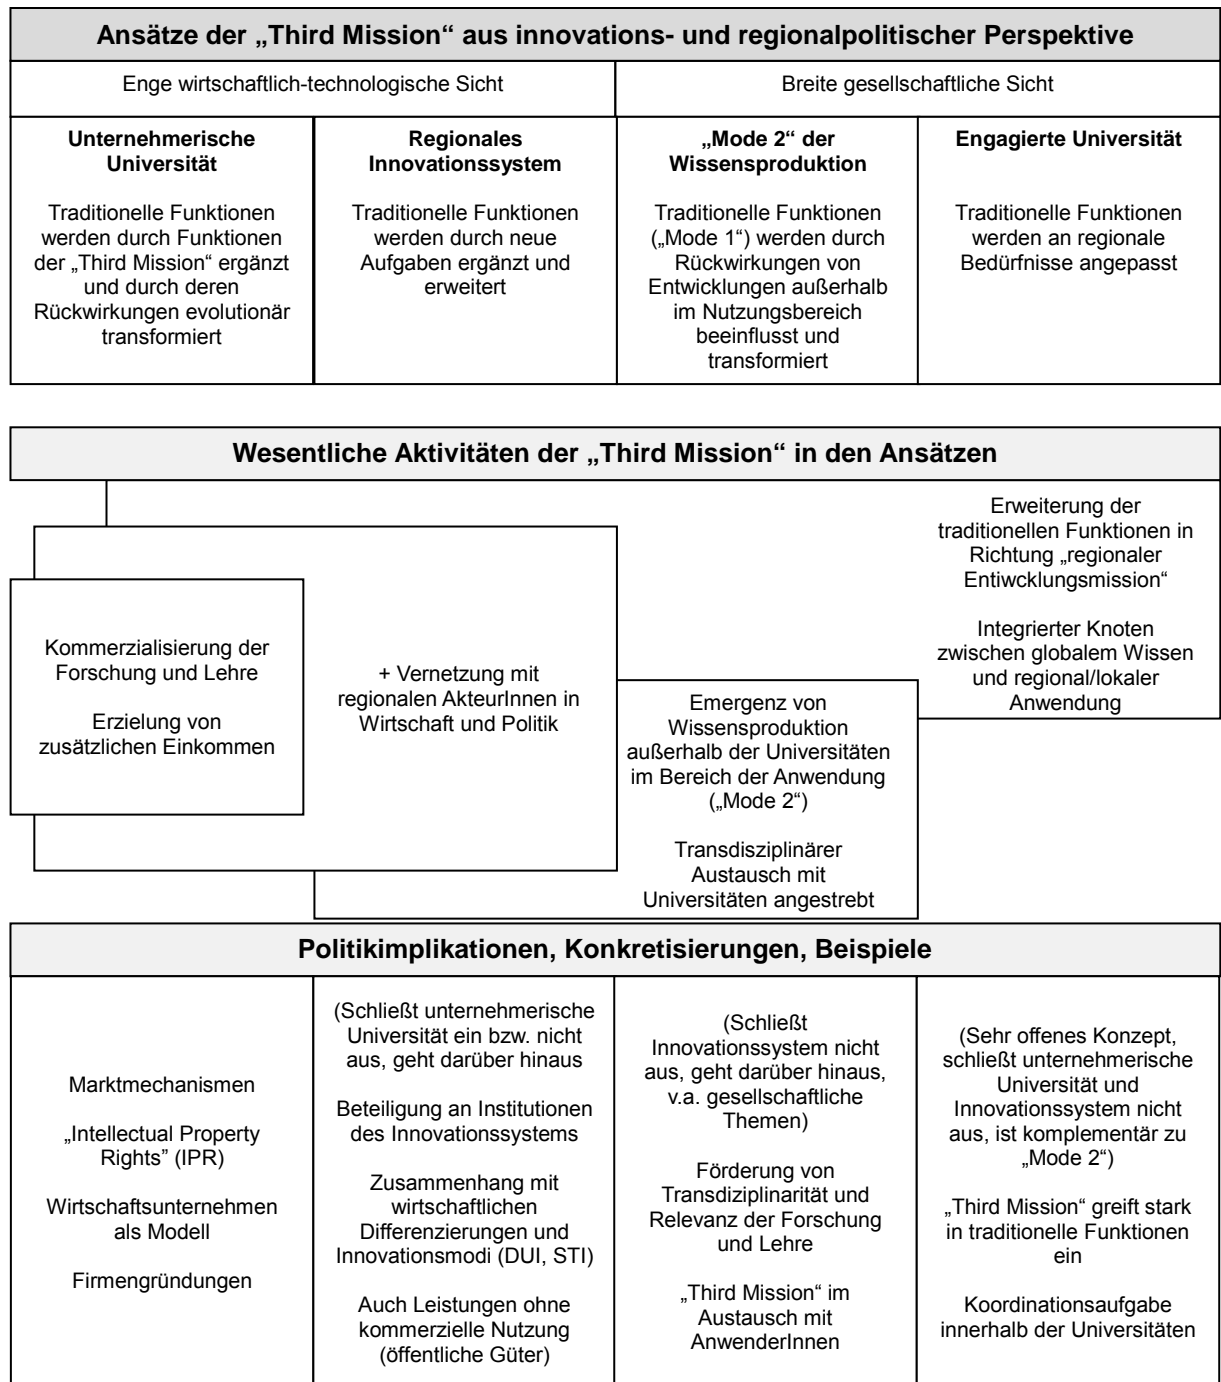 Ansätze der „Third Mission“ aus innovations- und regionalpolitischer Perspektive
Enge wirtschaftlich-technologische Sicht
Breite gesellschaftliche Sicht
Unternehmerische
Universität
Traditionelle Funktionen
werden durch Funktionen
der „Third Mission“ ergänzt
und durch deren
Rückwirkungen evolutionär
transformiert
Regionales
Innovationssystem
Traditionelle Funktionen
werden durch neue
Aufgaben ergänzt und
erweitert
„Mode 2“ der
Wissensproduktion
Traditionelle Funktionen
(„Mode 1“) werden durch
Rückwirkungen von
Entwicklungen außerhalb
im Nutzungsbereich
beeinflusst und
transformiert
Engagierte Universität
Traditionelle Funktionen
werden an regionale
Bedürfnisse angepasst
Wesentliche Aktivitäten der „Third Mission“ in den Ansätzen
Kommerzialisierung der
Forschung und Lehre
Erzielung von
zusätzlichen Einkommen
+ Vernetzung mit
regionalen AkteurInnen in
Wirtschaft und Politik
Emergenz von
Wissensproduktion
außerhalb der Universitäten
im Bereich der Anwendung
(„Mode 2“)
Transdisziplinärer
Austausch mit
Universitäten angestrebt
Erweiterung der
traditionellen Funktionen in
Richtung „regionaler
Entiwcklungsmission“
Integrierter Knoten
zwischen globalem Wissen
und regional/lokaler
Anwendung
Politikimplikationen, Konkretisierungen, Beispiele
Marktmechanismen
„Intellectual Property
Rights” (IPR)
Wirtschaftsunternehmen
als Modell
Firmengründungen
(Schließt unternehmerische
Universität ein bzw. nicht
aus, geht darüber hinaus
Beteiligung an Institutionen
des Innovationssystems
Zusammenhang mit
wirtschaftlichen
Differenzierungen und
Innovationsmodi (DUI, STI)
Auch Leistungen ohne
kommerzielle Nutzung
(öffentliche Güter)
(Schließt
Innovationssystem nicht
aus, geht darüber hinaus,
v.a. gesellschaftliche
Themen)
Förderung von
Transdiziplinarität und
Relevanz der Forschung
und Lehre
„Third Mission“ im
Austausch mit
AnwenderInnen
(Sehr offenes Konzept,
schließt unternehmerische
Universität und
Innovationssystem nicht
aus, ist komplementär zu
„Mode 2“)
„Third Mission“ greift stark
in traditionelle Funktionen
ein
Koordinationsaufgabe
innerhalb der Universitäten